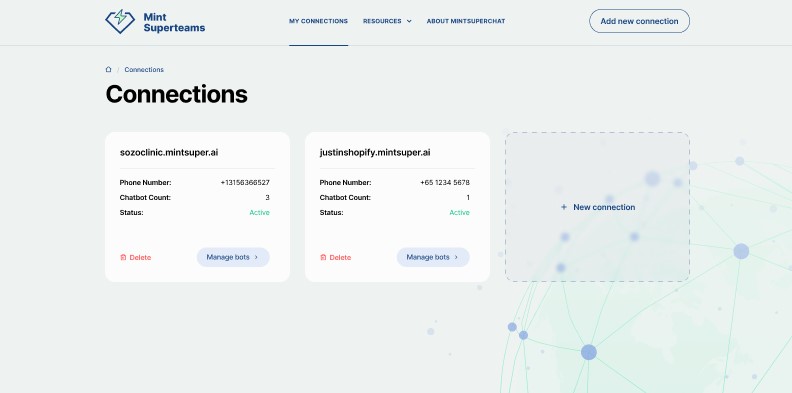 Mint
Superteams
MY CONNECTIONS
RESOURCES
ABOUT MINTSUPERCHAT
Add new connection
/ Connections
Connections
sozoclinic.mintsuper.ai
Phone Number: +13156366527
Chatbot Count: 3
Status: Active
Delete
Manage bots
justinshopify.mintsuper.ai
Phone Number: +65 1234 5678
Chatbot Count: 1
Status: Active
Delete
Manage bots
+ New connection